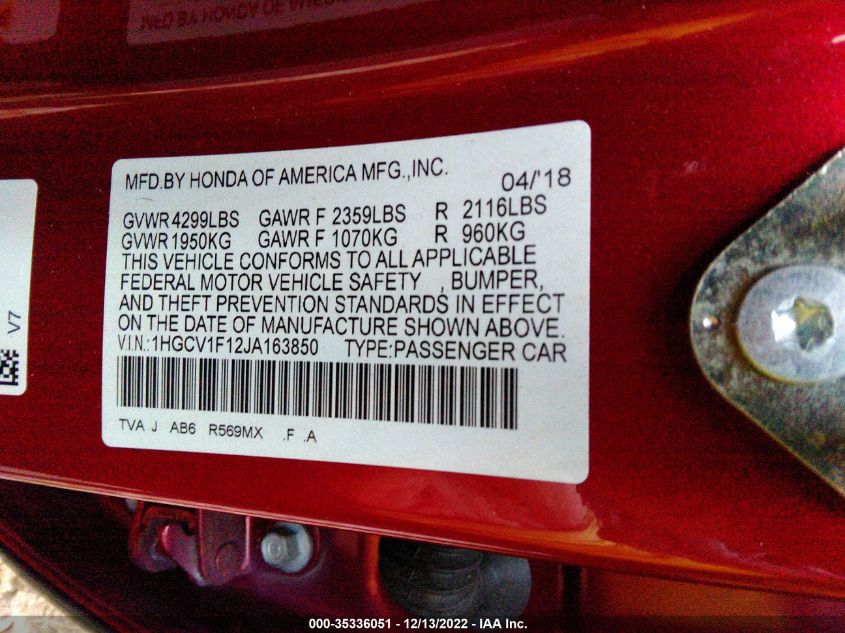 MFD.BY HONDA OF AMERICA MFG.,INC.
04/'18
GVWR 4299LBS GAWR F 2359LBS R 2116LBS
GVWR 1950KG GAWR F 1070KG R 960KG
THIS VEHICLE CONFORMS TO ALL APPLICABLE
FEDERAL MOTOR VEHICLE SAFETY , BUMPER,
AND THEFT PREVENTION STANDARDS IN EFFECT
ON THE DATE OF MANUFACTURE SHOWN ABOVE.
V.I.N.:1HGCV1F12JA163850 TYPE:PASSENGER CAR
TVA J AB6 R569MX .F .A
V7
000-35336051 - 12/13/2022 - IAA Inc.